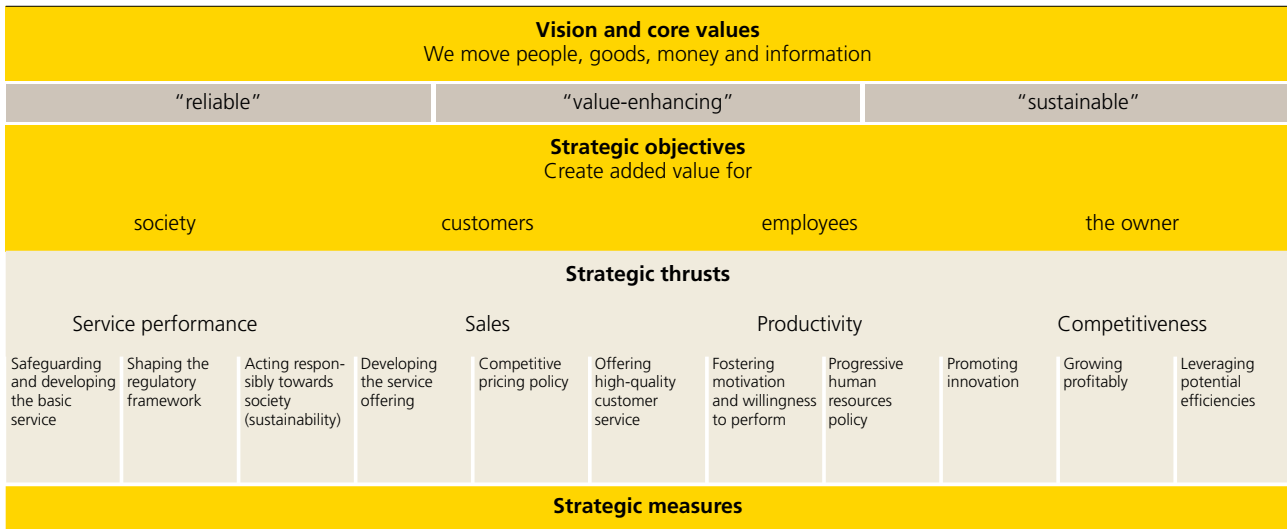 Vision and core values
We move people, goods, money and information
“reliable”
“value-enhancing”
“sustainable”
Strategic objectives
Create added value for
society
customers
employees
the owner
Strategic thrusts
Service performance
Sales
Productivity
Competitiveness
Safeguarding
and developing
the basic
service
Shaping the
regulatory
framework
Acting respon-
sibly towards
society
(sustainability)
Developing
the service
offering
Competitive
pricing policy
Offering
high-quality
customer
service
Fostering
motivation
and willingness
to perform
Progressive
human
resources
policy
Promoting
innovation
Growing
profitably
Leveraging
potential
efficiencies
Strategic measures